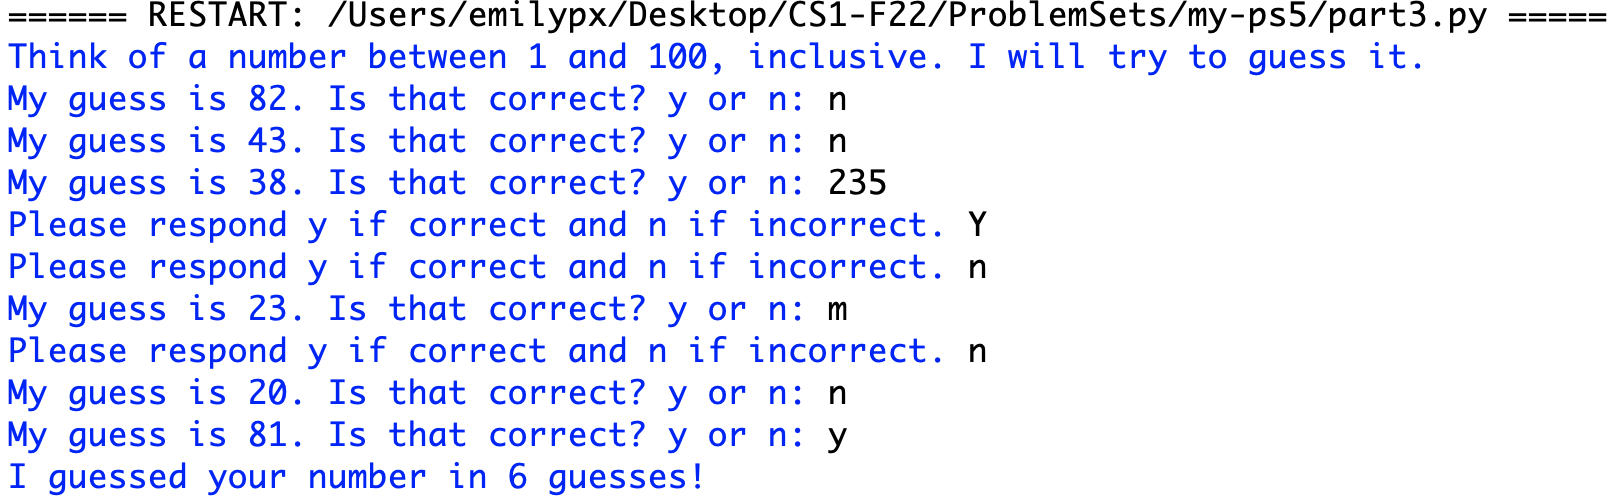 ====== RESTART: /Users/emilypx/Desktop/CS1-F22/ProblemSets/my-ps5/part3.py =====
Think of a number between 1 and 100, inclusive. I will try to guess it.
My guess is 82. Is that correct? y or n: n
My guess is 43. Is that correct? y or n: n
My guess is 38. Is that correct? y or n: 235
Please respond y if correct and n if incorrect. Y
Please respond y if correct and n if incorrect. n
My guess is 23. Is that correct? y or n: m
Please respond y if correct and n if incorrect. n
My guess is 20. Is that correct? y or n: n
My guess is 81. Is that correct? y or n: y
I guessed your number in 6 guesses!